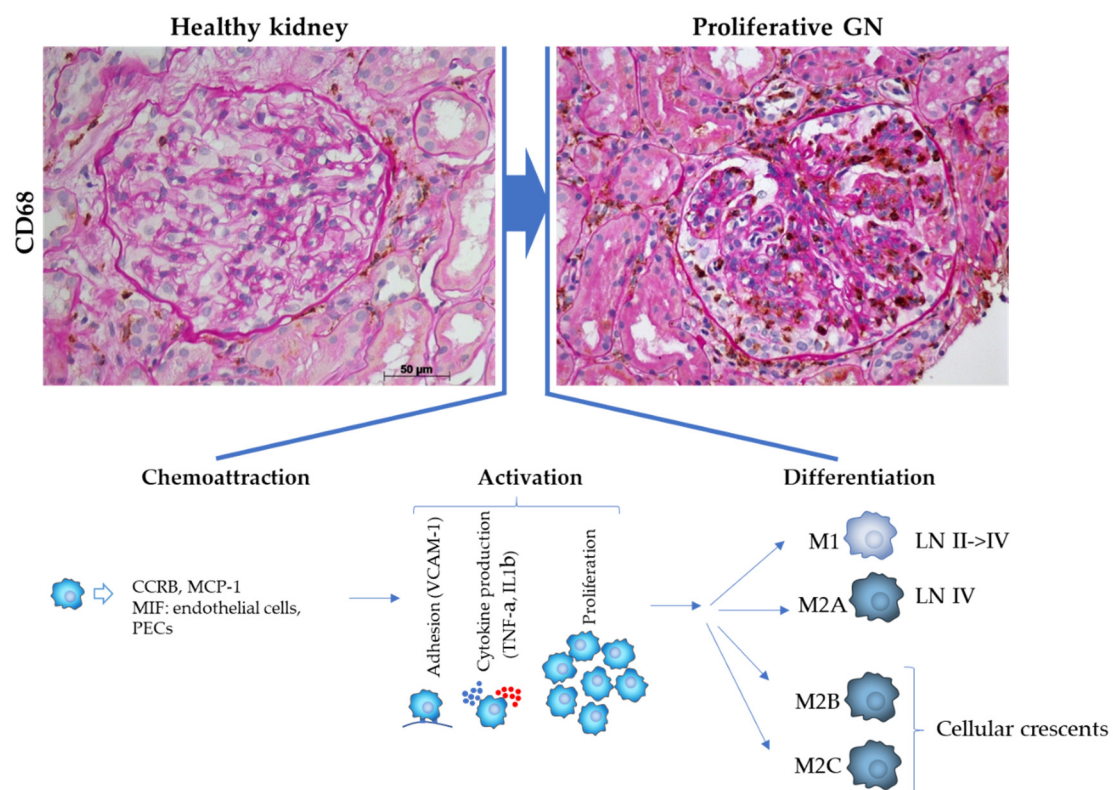 Healthy kidney
Proliferative GN
CD68
50 µm
Chemoattraction
Activation
Differentiation
CCRB, MCP-1
MIF: endothelial cells,
PECs
Adhesion (VCAM-1)
Cytokine production
(TNF-a, IL1b)
Proliferation
M1
LN II->IV
M2A
LN IV
M2B
M2C
Cellular crescents